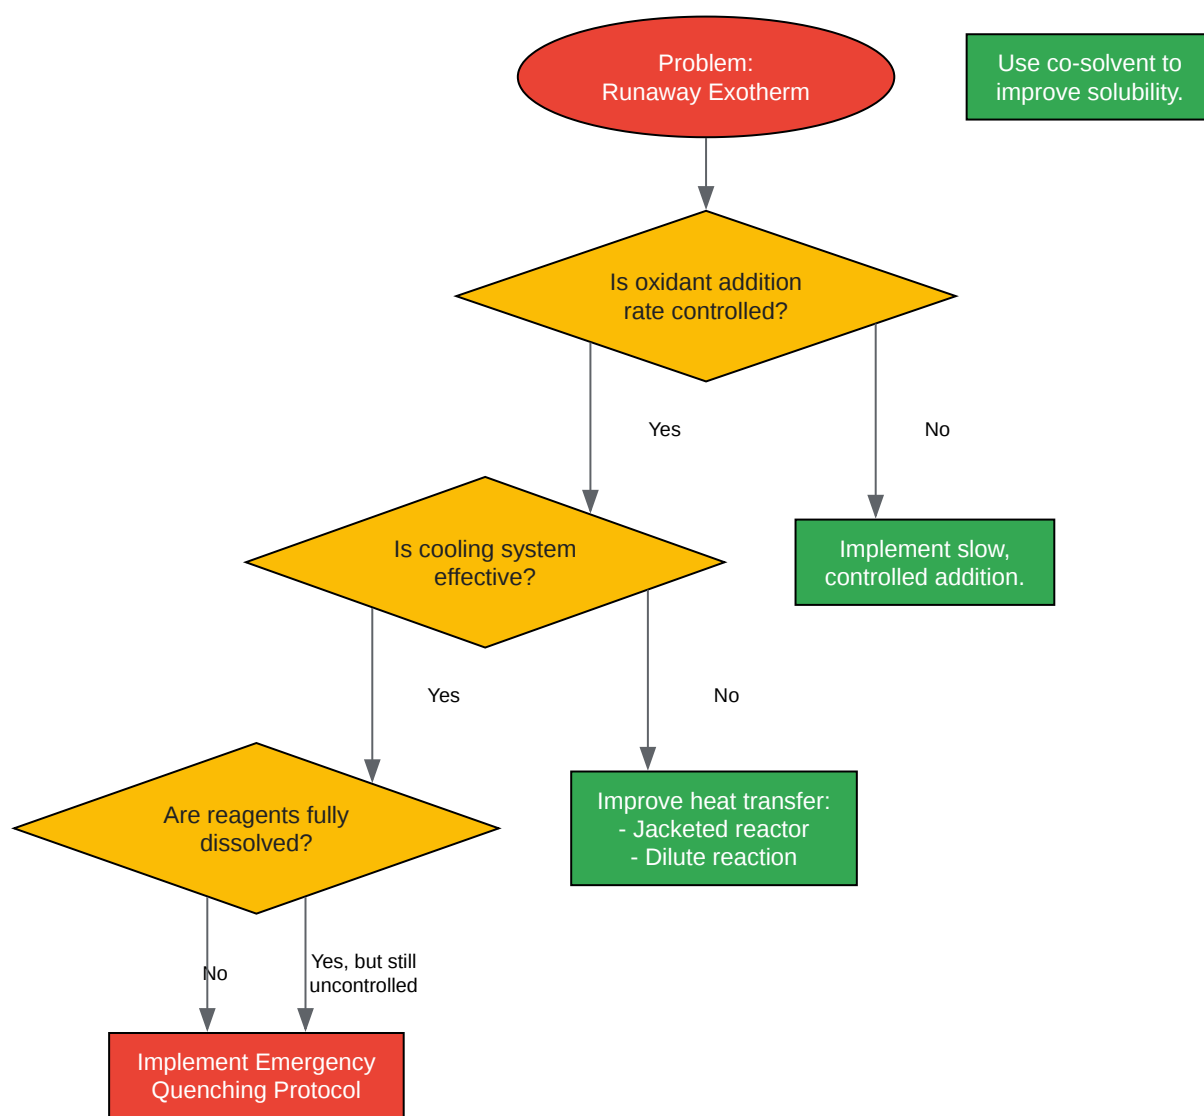 Problem:
Runaway Exotherm
Use co-solvent to
improve solubility.
Is oxidant addition
rate controlled?
Yes
No
Is cooling system
effective?
Implement slow,
controlled addition.
Yes
No
Are reagents fully
dissolved?
Improve heat transfer:
- Jacketed reactor
- Dilute reaction
No
Yes, but still
uncontrolled
Implement Emergency
Quenching Protocol